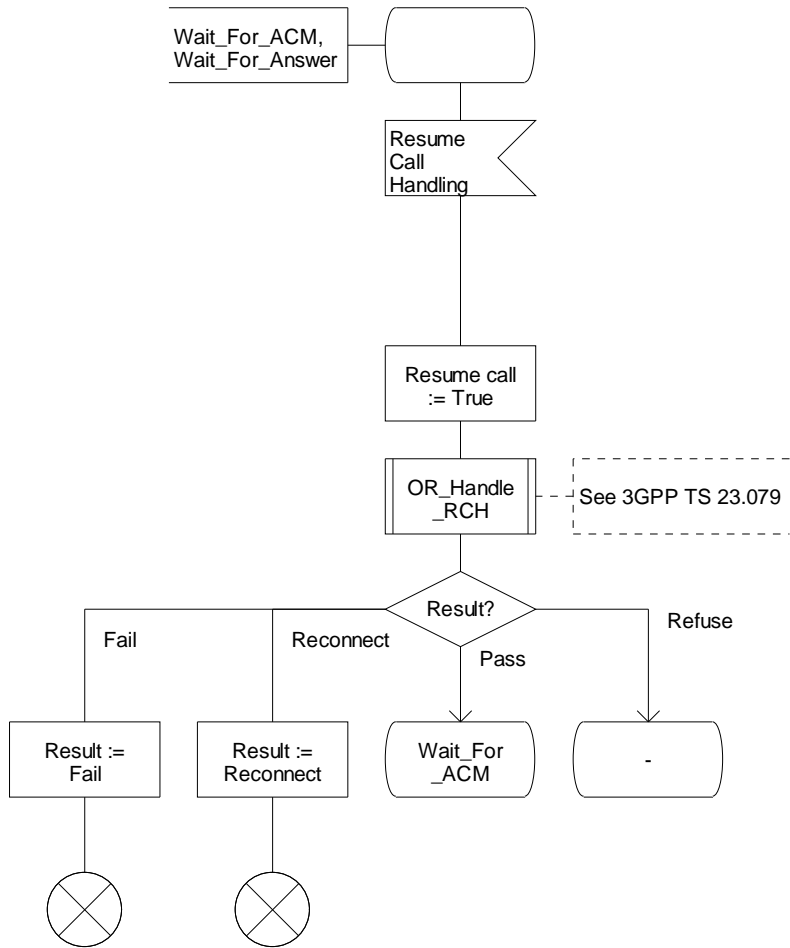 Wait_For_ACM,
Wait_For_Answer
Resume
Call
Handling
Resume call
:= True
OR_Handle
_RCH
See 3GPP TS 23.079
Result?
Fail
Reconnect
Pass
Refuse
Result :=
Fail
Result :=
Reconnect
Wait_For
_ACM
-